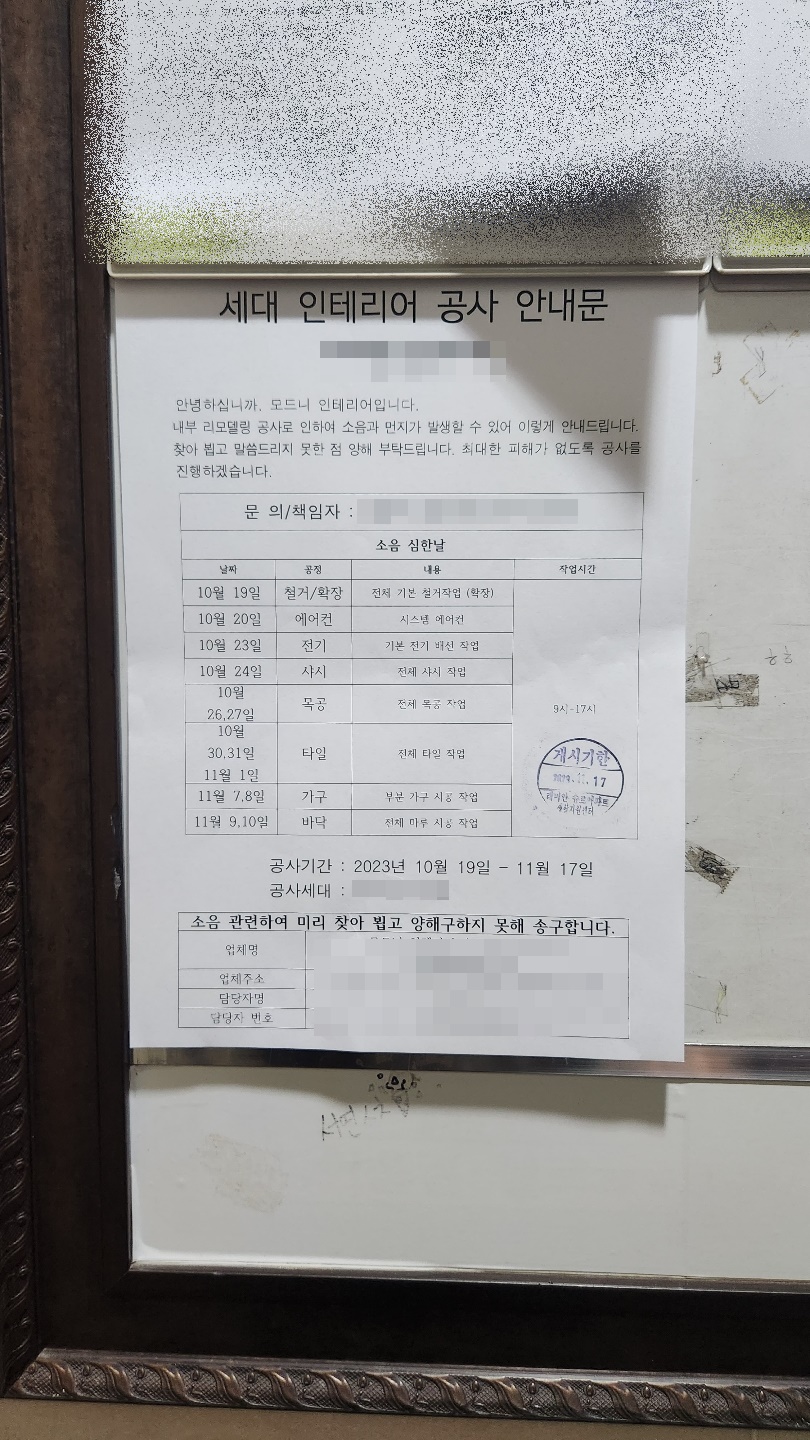 세대 인테리어 공사 안내문
안녕하십니까. 모드니 인테리어입니다.
내부 리모델링 공사로 인하여 소음과 먼지가 발생할 수 있어 이렇게 안내드립니다.
찾아 뵙고 말씀드리지 못한 점 양해 부탁드립니다. 최대한 피해가 없도록 공사를
진행하겠습니다.
문 의/책임자 :
소음 심한날
날짜 공정 내용 작업시간
10월 19일 철거/확장 전체 기본 철거작업 (확장)
10월 20일 에어컨 시스템 에어컨
10월 23일 전기 기본 전기 배선 작업
10월 24일 샤시 전체 샤시 작업
10월
26,27일 목공 전체 목공 작업 9시-17시
10월
30,31일 타일 전체 타일 작업
11월 1일
11월 7,8일 가구 부분 가구 시공 작업
11월 9,10일 바닥 전체 마루 시공 작업
게시기한
2023. 11. 17
공사기간 : 2023년 10월 19일 - 11월 17일
공사세대 :
소음 관련하여 미리 찾아 뵙고 양해구하지 못해 송구합니다.
업체명
업체주소
담당자명
담당자 번호